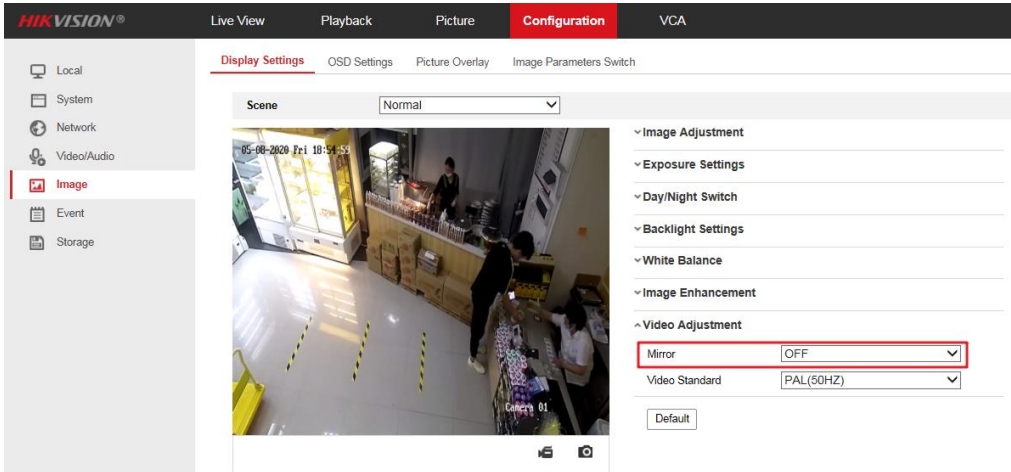 HIKVISION®
Live View Playback Picture Configuration VCA
Local
System
Network
Video/Audio
Image
Event
Storage
Display Settings OSD Settings Picture Overlay Image Parameters Switch
Scene Normal
05-08-2020 Fri 18:54:59
Camera 01
Image Adjustment
Exposure Settings
Day/Night Switch
Backlight Settings
White Balance
Image Enhancement
Video Adjustment
Mirror OFF
Video Standard PAL(50HZ)
Default